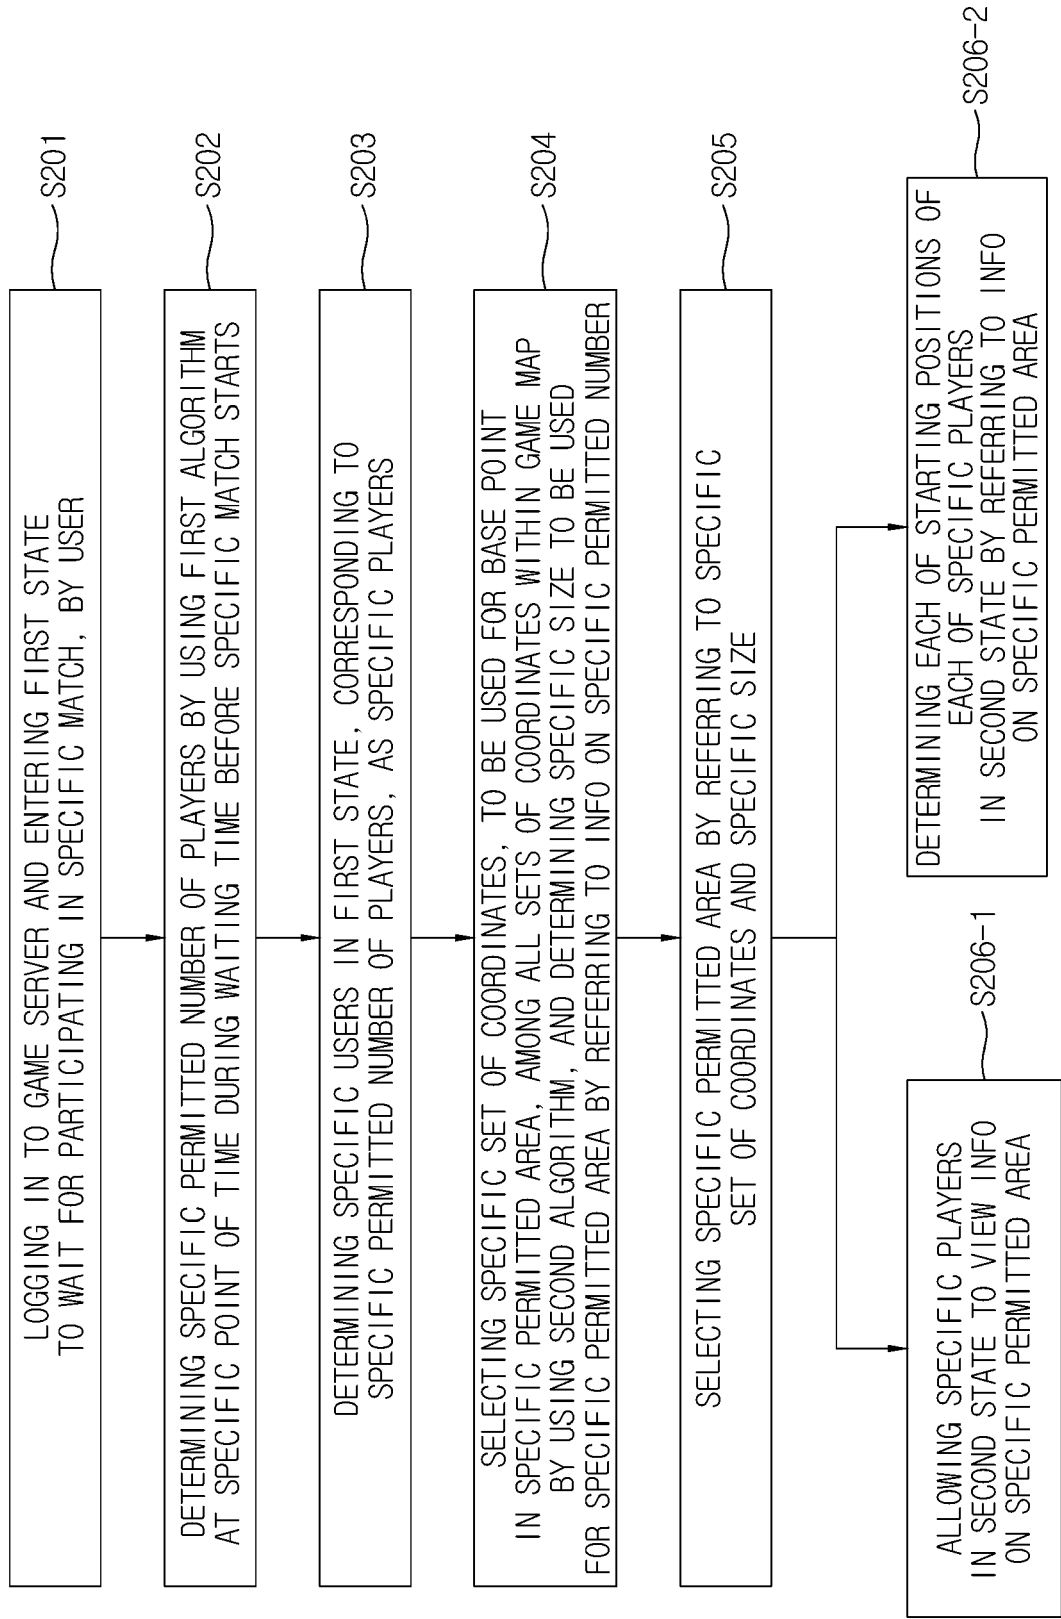 LOGGING IN TO GAME SERVER AND ENTERING FIRST STATE
TO WAIT FOR PARTICIPATING IN SPECIFIC MATCH, BY USER
S201
DETERMINING SPECIFIC PERMITTED NUMBER OF PLAYERS BY USING FIRST ALGORITHM
AT SPECIFIC POINT OF TIME DURING WAITING TIME BEFORE SPECIFIC MATCH STARTS
S202
DETERMINING SPECIFIC USERS IN FIRST STATE, CORRESPONDING TO
SPECIFIC PERMITTED NUMBER OF PLAYERS, AS SPECIFIC PLAYERS
S203
SELECTING SPECIFIC SET OF COORDINATES, TO BE USED FOR BASE POINT
IN SPECIFIC PERMITTED AREA, AMONG ALL SETS OF COORDINATES WITHIN GAME MAP
BY USING SECOND ALGORITHM, AND DETERMINING SPECIFIC SIZE TO BE USED
FOR SPECIFIC PERMITTED AREA BY REFERRING TO INFO ON SPECIFIC PERMITTED NUMBER
S204
SELECTING SPECIFIC PERMITTED AREA BY REFERRING TO SPECIFIC
SET OF COORDINATES AND SPECIFIC SIZE
S205
ALLOWING SPECIFIC PLAYERS
IN SECOND STATE TO VIEW INFO
ON SPECIFIC PERMITTED AREA
S206-1
DETERMINING EACH OF STARTING POSITIONS OF
EACH OF SPECIFIC PLAYERS
IN SECOND STATE BY REFERRING TO INFO
ON SPECIFIC PERMITTED AREA
S206-2